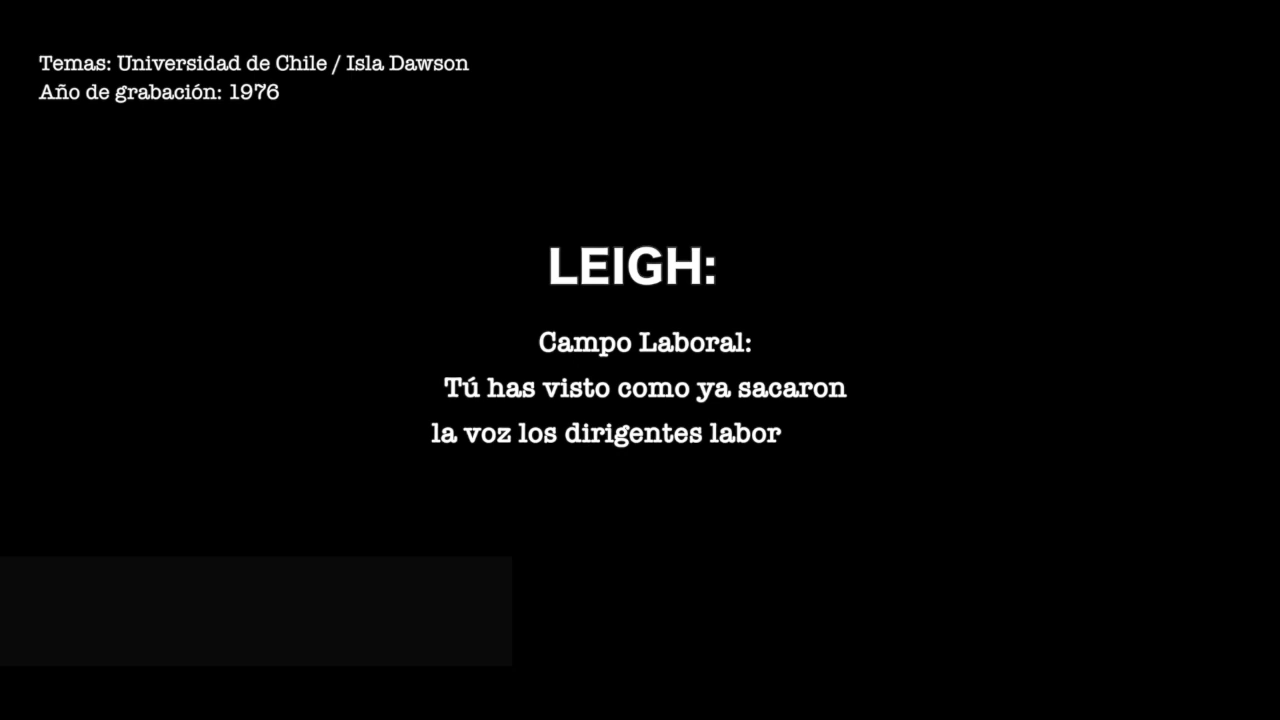 Temas: Universidad de Chile / Isla Dawson
Año de grabación: 1976
LEIGH:
Campo Laboral:
Tú has visto como ya sacaron
la voz los dirigentes labor